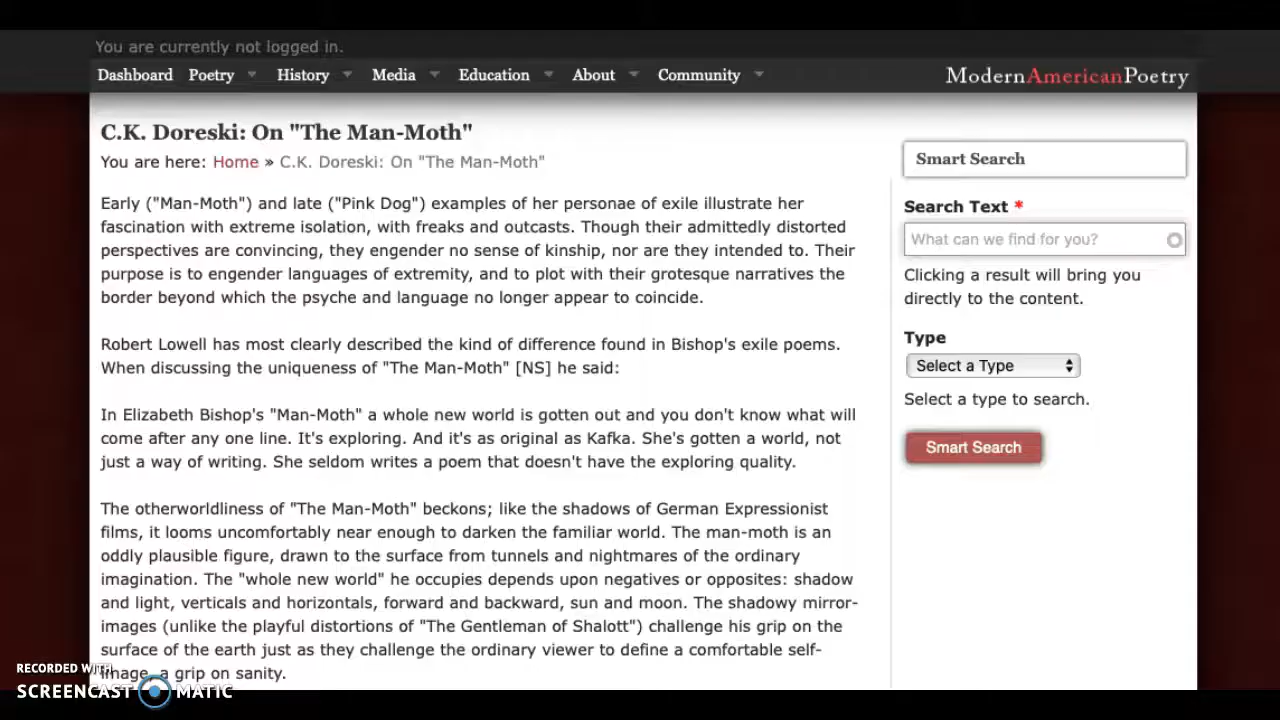 You are currently not logged in.
Dashboard Poetry History Media Education About Community ModernAmericanPoetry
C.K. Doreski: On "The Man-Moth"
You are here: Home » C.K. Doreski: On "The Man-Moth"
Early ("Man-Moth") and late ("Pink Dog") examples of her personae of exile illustrate her
fascination with extreme isolation, with freaks and outcasts. Though their admittedly distorted
perspectives are convincing, they engender no sense of kinship, nor are they intended to. Their
purpose is to engender languages of extremity, and to plot with their grotesque narratives the
border beyond which the psyche and language no longer appear to coincide.
Robert Lowell has most clearly described the kind of difference found in Bishop's exile poems.
When discussing the uniqueness of "The Man-Moth" [NS] he said:
In Elizabeth Bishop's "Man-Moth" a whole new world is gotten out and you don't know what will
come after any one line. It's exploring. And it's as original as Kafka. She's gotten a world, not
just a way of writing. She seldom writes a poem that doesn't have the exploring quality.
The otherworldliness of "The Man-Moth" beckons; like the shadows of German Expressionist
films, it looms uncomfortably near enough to darken the familiar world. The man-moth is an
oddly plausible figure, drawn to the surface from tunnels and nightmares of the ordinary
imagination. The "whole new world" he occupies depends upon negatives or opposites: shadow
and light, verticals and horizontals, forward and backward, sun and moon. The shadowy mirror-
images (unlike the playful distortions of "The Gentleman of Shalott") challenge his grip on the
surface of the earth just as they challenge the ordinary viewer to define a comfortable self-
image, a grip on sanity.
Smart Search
Search Text *
What can we find for you?
Clicking a result will bring you
directly to the content.
Type
Select a Type
Select a type to search.
Smart Search
RECORDED WITH
SCREENCAST MATIC